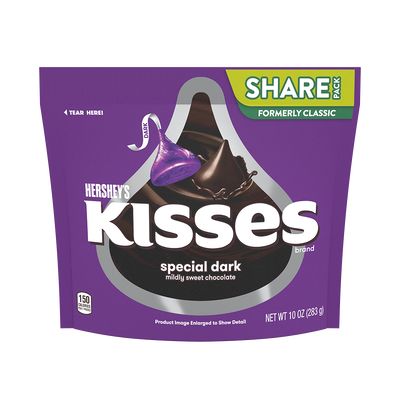 SHARE PACK
FORMERLY CLASSIC
TEAR HERE!
DARK
HERSHEY'S
KISSES
brand
special dark
mildly sweet chocolate
150
CALORIES
NET WT 10 OZ (283 g)
Product Image Enlarged to Show Detail